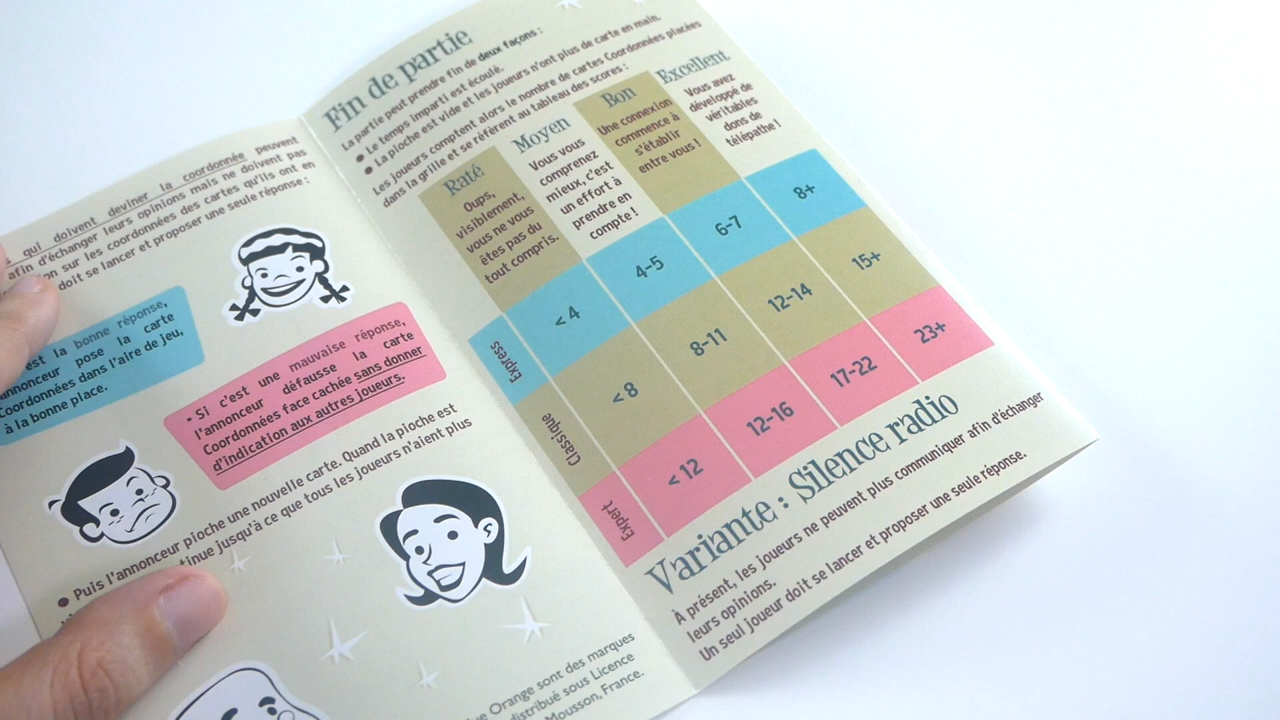 qui doivent deviner la coordonnée peuvent
afin d'échanger leurs opinions mais ne doivent pas
on sur les coordonnées des cartes qu'ils ont en
doit se lancer et proposer une seule réponse :
est la bonne réponse,
annonceur pose la carte
Coordonnées dans l'aire de jeu,
à la bonne place.
• Si c'est une mauvaise réponse,
l'annonceur défausse la carte
Coordonnées face cachée sans donner
d'indication aux autres joueurs.
• Puis l'annonceur pioche une nouvelle carte. Quand la pioche est
tinue jusqu'à ce que tous les joueurs n'aient plus
ue Orange sont des marques
distribué sous Licence
Mousson, France.
Fin de partie
La partie peut prendre fin de deux façons :
• Le temps imparti est écoulé.
• La pioche est vide et les joueurs n'ont plus de carte en main.
Les joueurs comptent alors le nombre de cartes Coordonnées placées
dans la grille et se réfèrent au tableau des scores :
Raté
Oups,
visiblement,
vous ne vous
êtes pas du
tout compris.
Moyen
Vous vous
comprenez
mieux, c'est
un effort à
prendre en
compte !
Bon
Une connexion
commence à
s'établir
entre vous !
Excellent
Vous avez
développé de
véritables
dons de
télépathe !
Express
< 4
4-5
6-7
8+
Classique
< 8
8-11
12-14
15+
Expert
< 12
12-16
17-22
23+
Variante : Silence radio
À présent, les joueurs ne peuvent plus communiquer afin d'échanger
leurs opinions.
Un seul joueur doit se lancer et proposer une seule réponse.